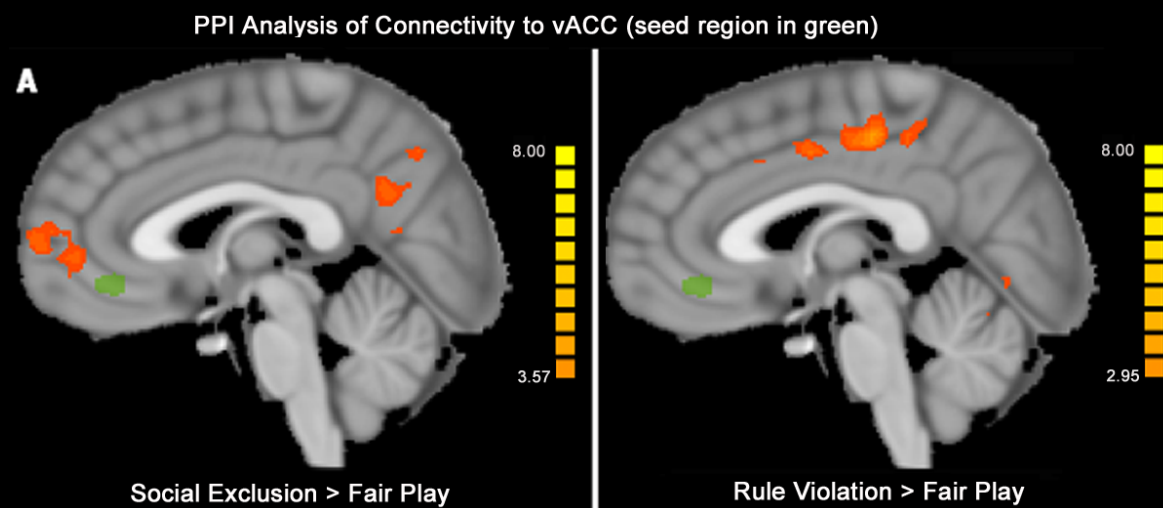 PPI Analysis of Connectivity to vACC (seed region in green)
A
8.00
3.57
Social Exclusion > Fair Play
8.00
2.95
Rule Violation > Fair Play